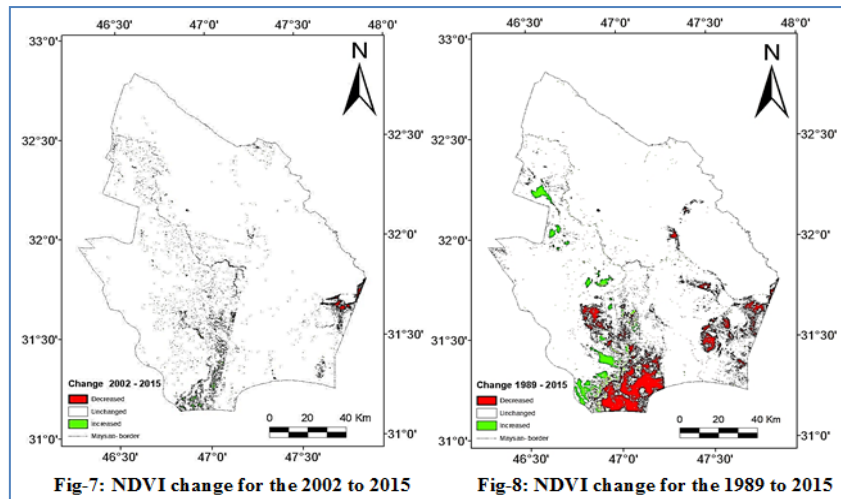 46°30' 47°0' 47°30' 48°0'
33°0'
N
32°30' 32°30'
32°0' 32°0'
31°30' 31°30'
Change 2002 - 2015
Decreased
Unchanged
Increased
Maysan- border
0 20 40 Km
31°0' 31°0'
46°30' 47°0' 47°30' 48°0'
Fig-7: NDVI change for the 2002 to 2015
46°30' 47°0' 47°30' 48°0'
33°0'
N
32°30' 32°30'
32°0' 32°0'
31°30' 31°30'
Change 1989 - 2015
Decreased
Unchanged
Increased
Maysan- border
0 20 40 Km
31°0' 31°0'
46°30' 47°0' 47°30' 48°0'
Fig-8: NDVI change for the 1989 to 2015